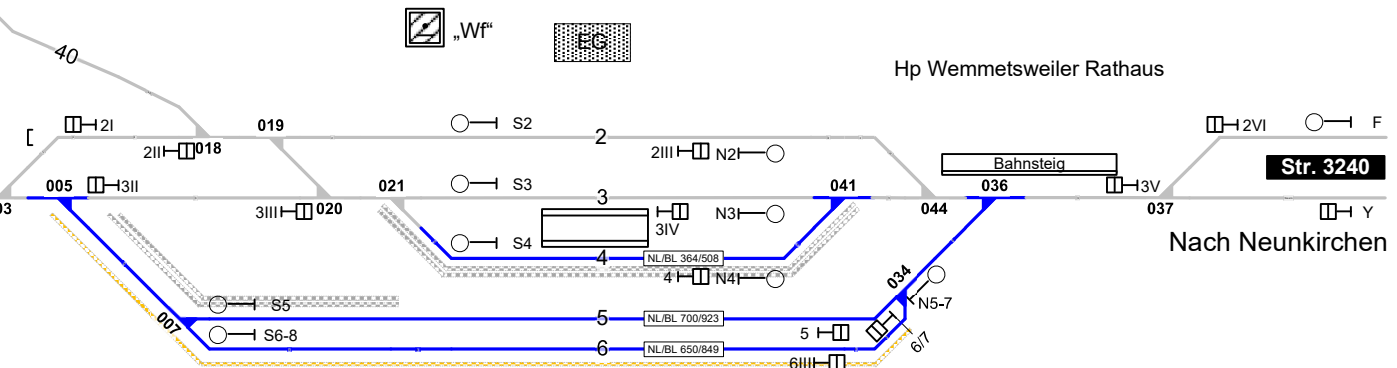 „Wf“
EG
40
Hp Wemmetsweiler Rathaus
2I
019
S2
2
2VI
F
2II
018
2III
N2
Bahnsteig
Str. 3240
005
3II
021
S3
3
041
036
3V
03
3III
020
N3
044
037
Y
3IV
S4
4
NL/BL 364/508
Nach Neunkirchen
4
N4
034
S5
N5-7
007
5
NL/BL 700/923
S6-8
5
6
NL/BL 650/849
6/7
6IIII